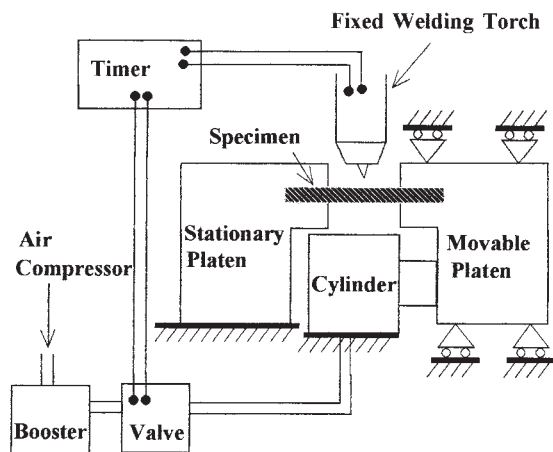 Fixed Welding Torch
Timer
Specimen
Stationary
Platen
Air
Compressor
Cylinder
Movable
Platen
Booster
Valve